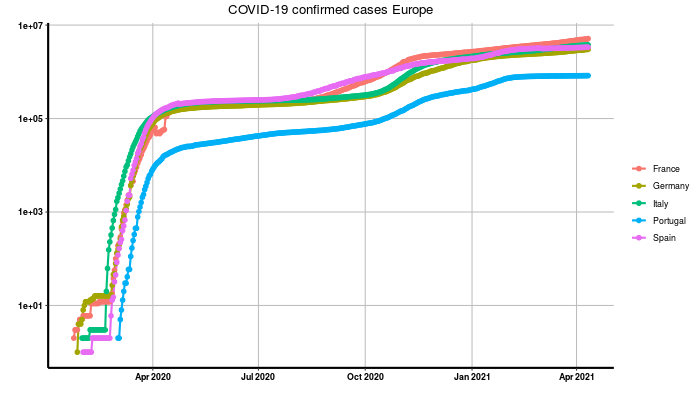 COVID-19 confirmed cases Europe
1e+07
1e+05
1e+03
1e+01
Apr 2020
Jul 2020
Oct 2020
Jan 2021
Apr 2021
France
Germany
Italy
Portugal
Spain